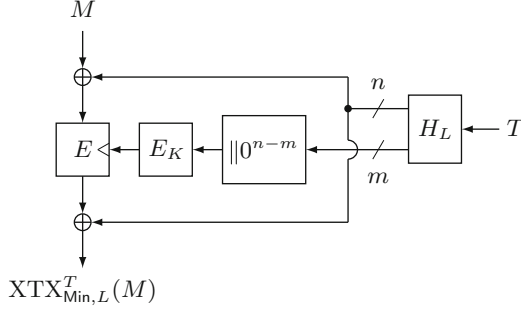 M
n
E
E_K
||0^{n-m}
H_L
T
m
XTX^T_{Min,L}(M)